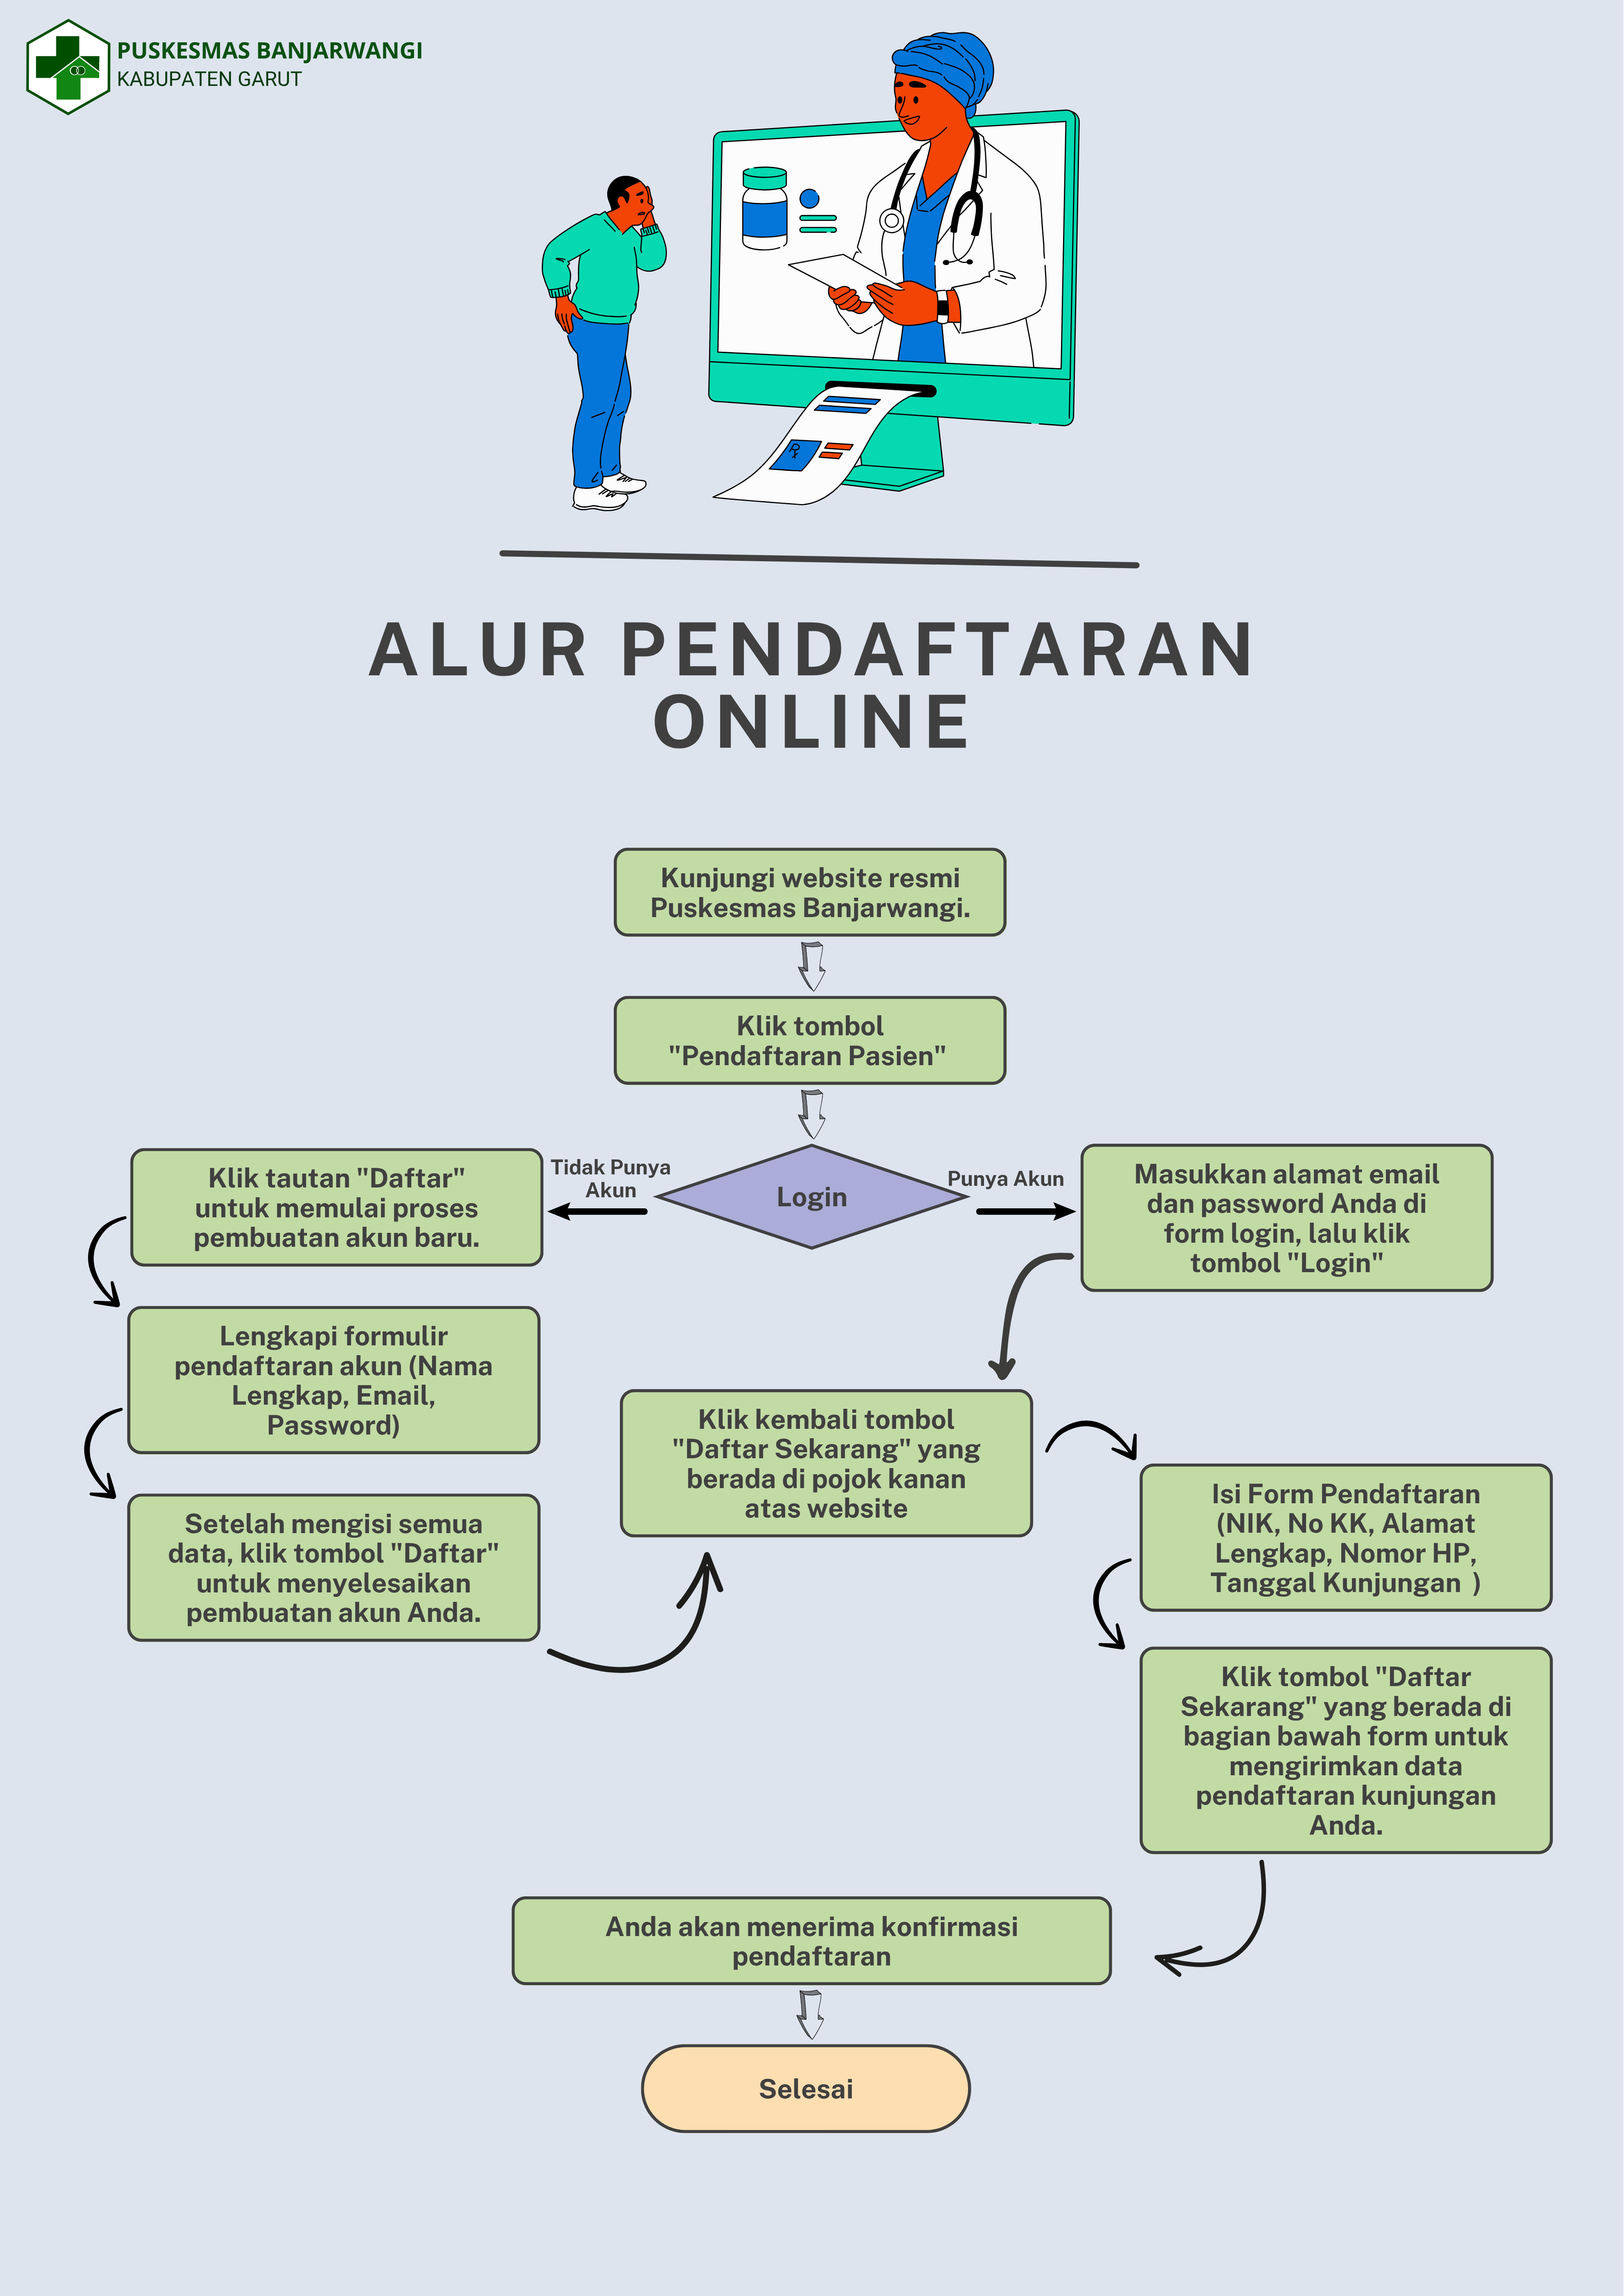 PUSKESMAS BANJARWANGI
KABUPATEN GARUT
ALUR PENDAFTARAN
ONLINE
Kunjungi website resmi
Puskesmas Banjarwangi.
Klik tombol
"Pendaftaran Pasien"
Login
Tidak Punya
Akun
Klik tautan "Daftar"
untuk memulai proses
pembuatan akun baru.
Lengkapi formulir
pendaftaran akun (Nama
Lengkap, Email,
Password)
Setelah mengisi semua
data, klik tombol "Daftar"
untuk menyelesaikan
pembuatan akun Anda.
Punya Akun
Masukkan alamat email
dan password Anda di
form login, lalu klik
tombol "Login"
Klik kembali tombol
"Daftar Sekarang" yang
berada di pojok kanan
atas website
Isi Form Pendaftaran
(NIK, No KK, Alamat
Lengkap, Nomor HP,
Tanggal Kunjungan )
Klik tombol "Daftar
Sekarang" yang berada di
bagian bawah form untuk
mengirimkan data
pendaftaran kunjungan
Anda.
Anda akan menerima konfirmasi
pendaftaran
Selesai